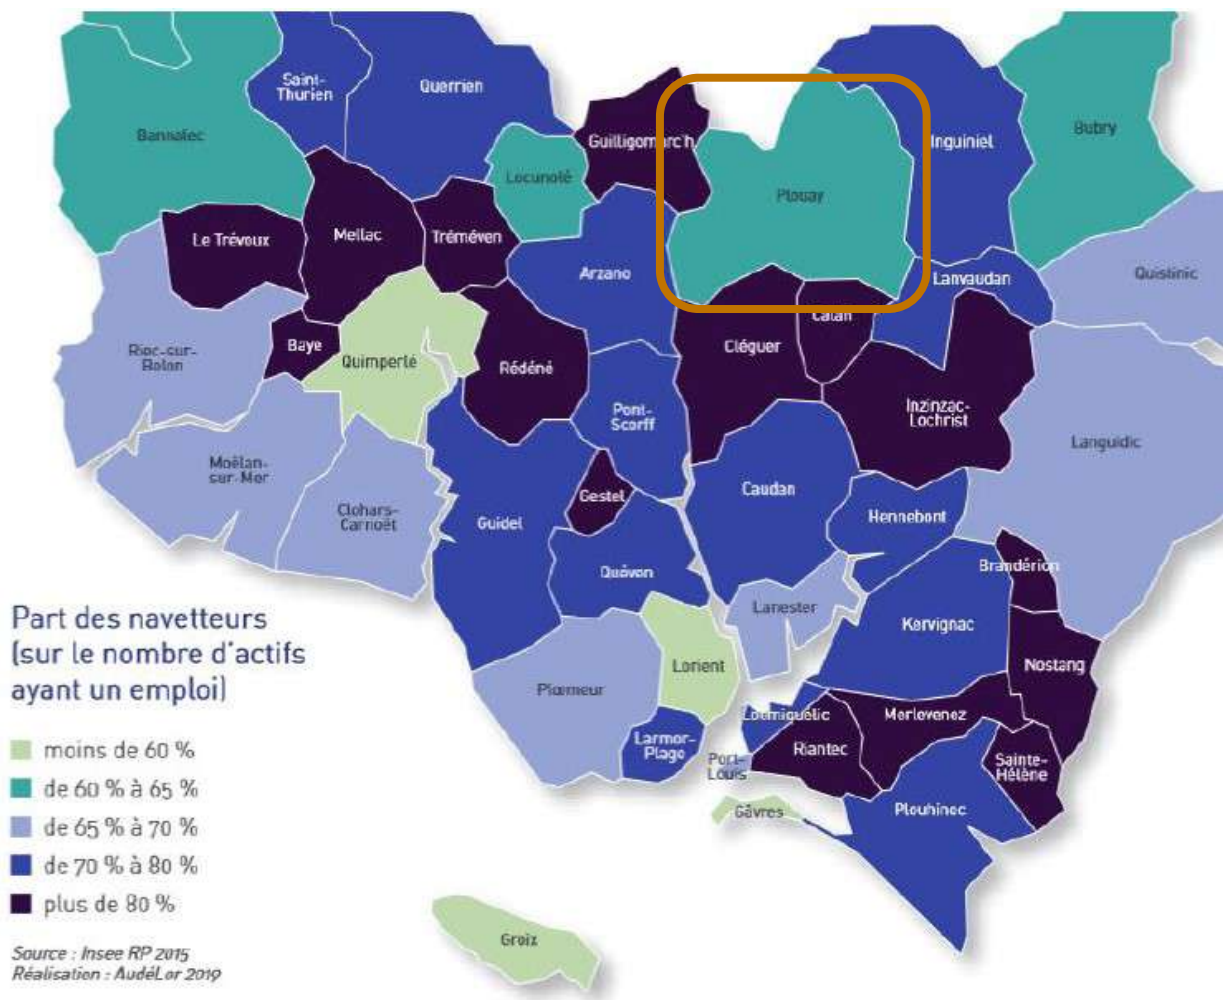 Saint-
Thurien
Querrien
Bannalec
Guilligomarc'h
Inguiniel
Bubry
Locunolé
Plouay
Le Trévoux
Mellac
Tréméven
Arzano
Lanvaudan
Quistinic
Riec-sur-
Belon
Baye
Quimperlé
Rédéné
Cléguer
Calan
Pont-
Scorff
Inzinzac-
Lochrist
Languidic
Moëlan-
sur-Mer
Clohars-
Carnoët
Guidel
Gestel
Caudan
Hennebont
Quéven
Brandérion
Lanester
Kervignac
Part des navetteurs
(sur le nombre d'actifs
ayant un emploi)
Lorient
Nostang
Plœmeur
Locmiquélic
Merlevenez
Larmor-
Plage
Riantec
Port-
Louis
Sainte-
Hélène
Gâvres
Plouhinec
moins de 60 %
de 60 % à 65 %
de 65 % à 70 %
de 70 % à 80 %
plus de 80 %
Groix
Source : Insee RP 2015
Réalisation : AudéLor 2019